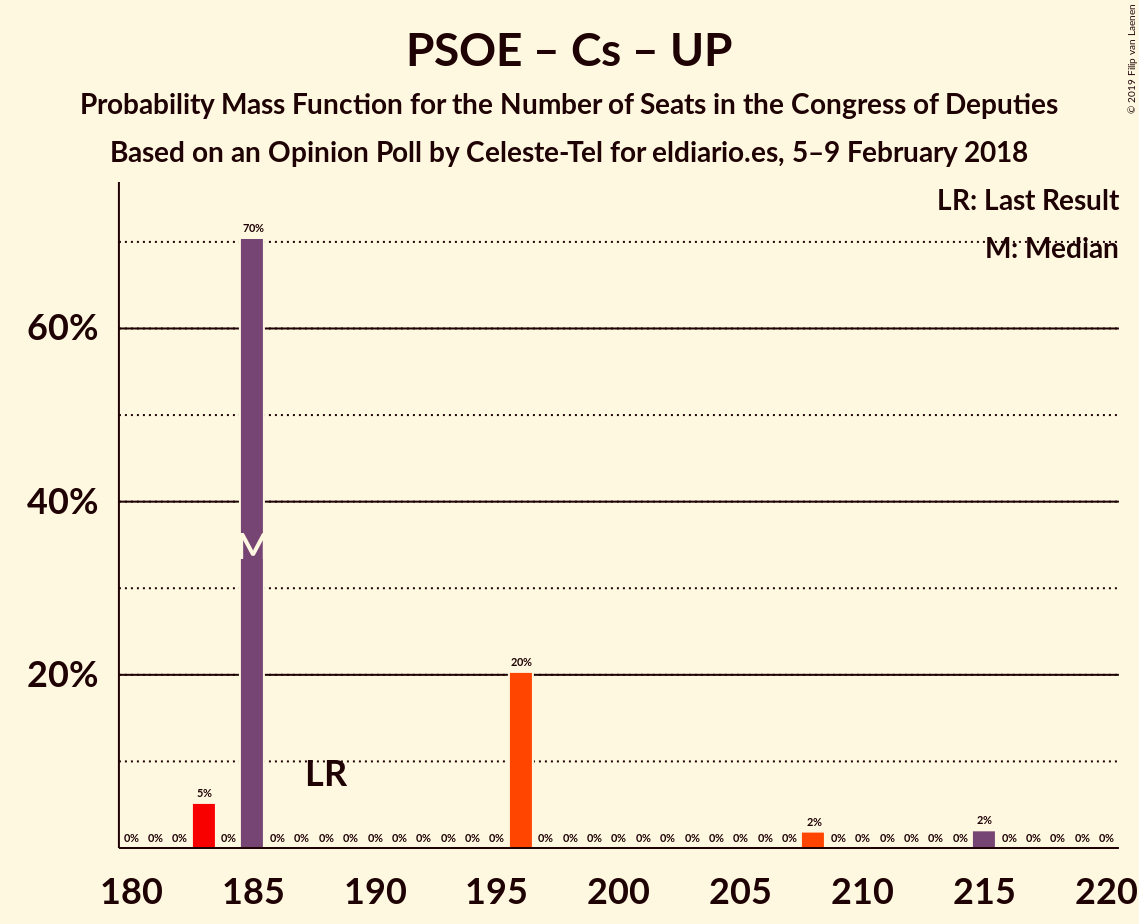 PSOE – Cs – UP
Probability Mass Function for the Number of Seats in the Congress of Deputies
Based on an Opinion Poll by Celeste-Tel for eldiario.es, 5–9 February 2018
© 2019 Filip van Laenen
LR: Last Result
M: Median
70%
60%
40%
M
20%
20%
LR
5%
2%
2%
0% 0% 0% 0% 0% 0% 0% 0% 0% 0% 0% 0% 0% 0% 0% 0% 0% 0% 0% 0% 0% 0% 0% 0% 0% 0% 0% 0% 0% 0% 0% 0% 0% 0% 0% 0%
180 185 190 195 200 205 210 215 220